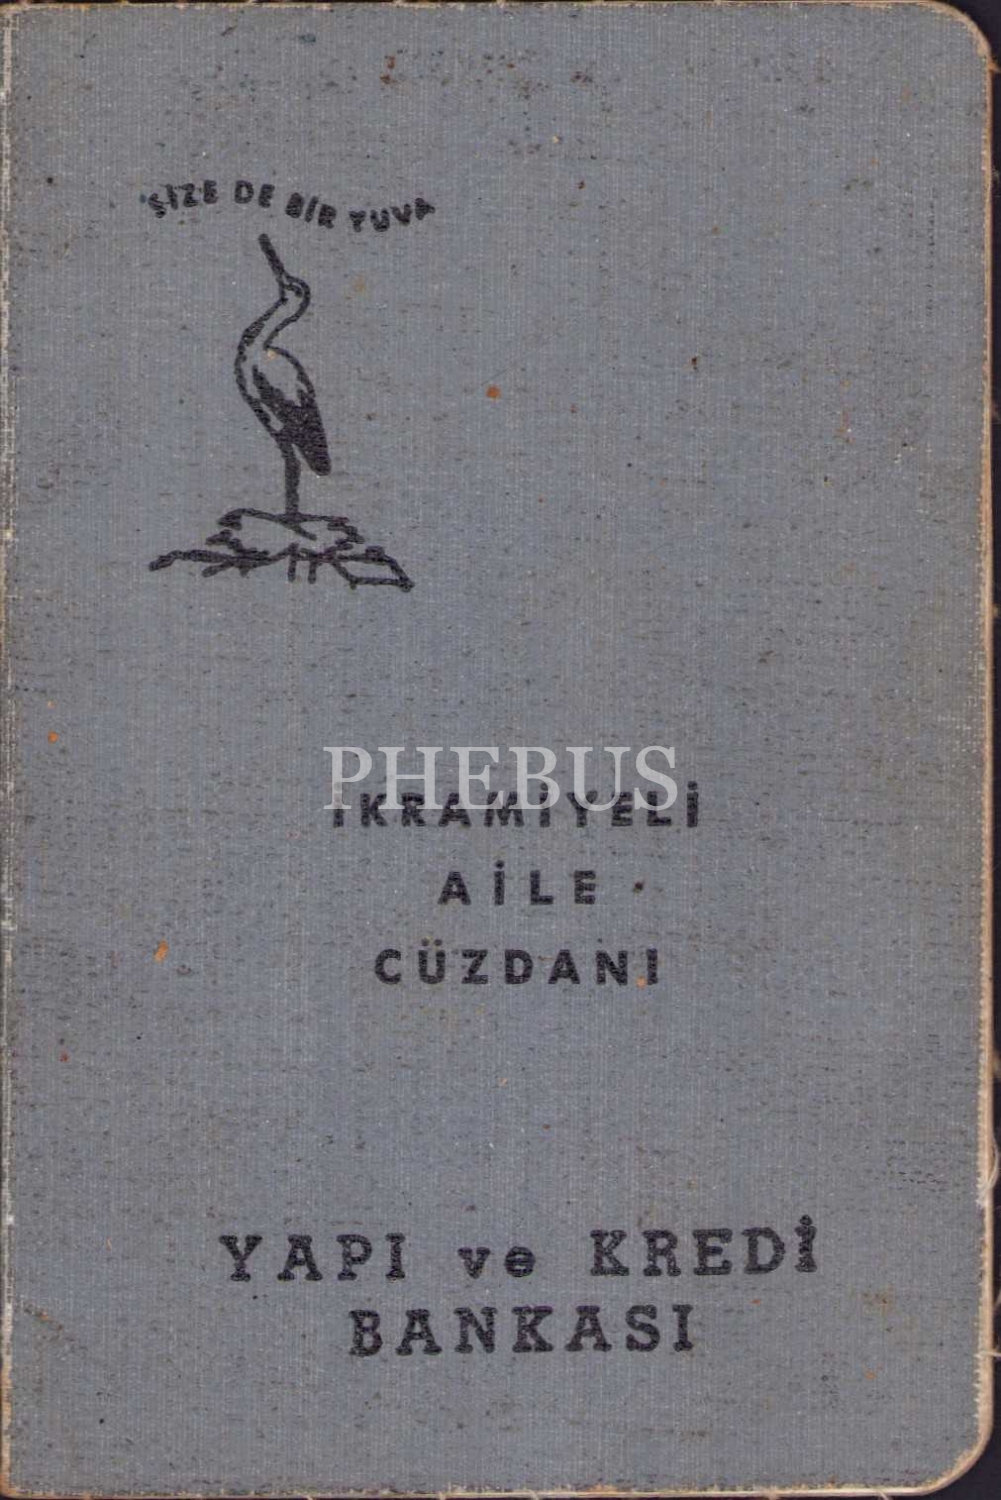 SİZE DE BİR YUVA
PHEBUS
İKRAMİYELİ
AİLE
CÜZDANI
YAPI ve KREDİ
BANKASI